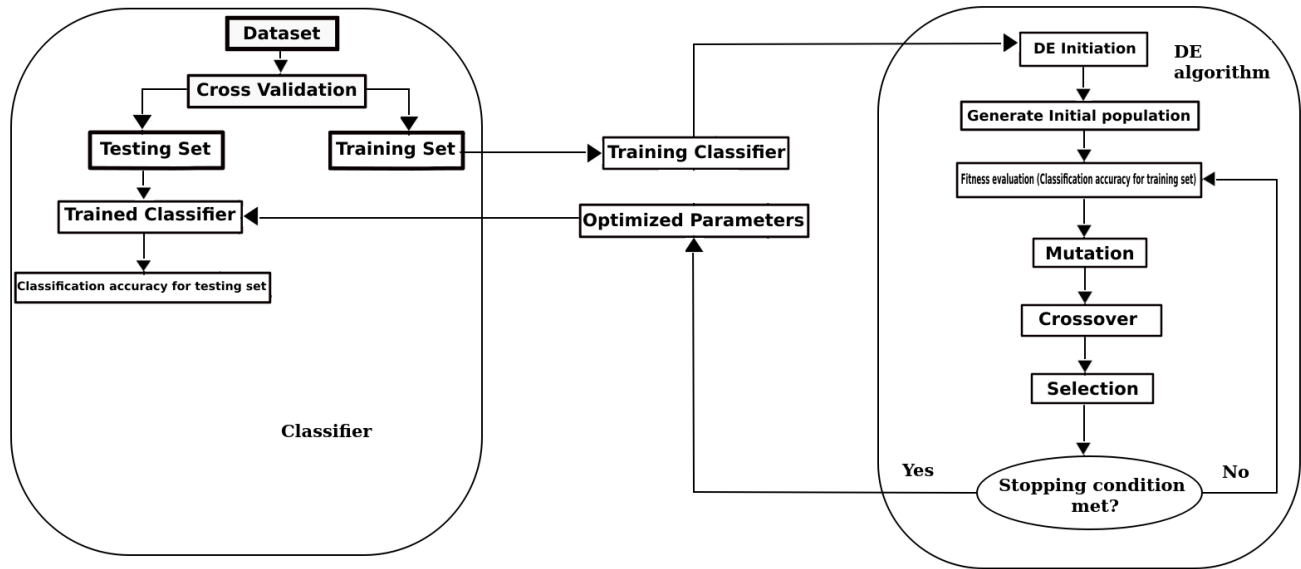 Dataset
Cross Validation
Testing Set
Training Set
Trained Classifier
Classification accuracy for testing set
Classifier
Training Classifier
Optimized Parameters
DE
algorithm
DE Initiation
Generate Initial population
Fitness evaluation (Classification accuracy for training set)
Mutation
Crossover
Selection
Stopping condition
met?
Yes
No